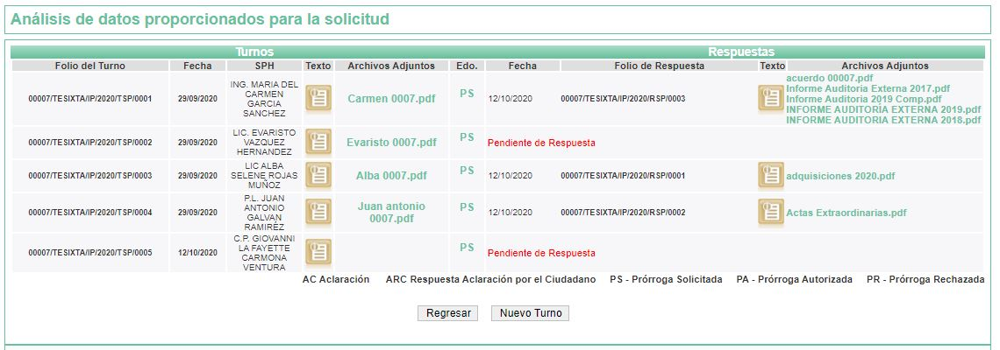 Análisis de datos proporcionados para la solicitud
Turnos Respuestas
Folio del Turno Fecha SPH Texto Archivos Adjuntos Edo. Fecha Folio de Respuesta Texto Archivos Adjuntos
00007/TESIXTA/IP/2020/TSP/0001 29/09/2020 ING. MARIA DEL CARMEN GARCIA SANCHEZ Carmen 0007.pdf PS 12/10/2020 00007/TESIXTA/IP/2020/RSP/0003
acuerdo 00007.pdf
Informe Auditoria Externa 2017.pdf
Informe Auditoria 2019 Comp.pdf
INFORME AUDITORÍA EXTERNA 2019.pdf
INFORME AUDITORÍA EXTERNA 2018.pdf
00007/TESIXTA/IP/2020/TSP/0002 29/09/2020 LIC. EVARISTO VAZQUEZ HERNANDEZ Evaristo 0007.pdf PS Pendiente de Respuesta
00007/TESIXTA/IP/2020/TSP/0003 29/09/2020 LIC ALBA SELENE ROJAS MUÑOZ Alba 0007.pdf PS 12/10/2020 00007/TESIXTA/IP/2020/RSP/0001 adquisiciones 2020.pdf
00007/TESIXTA/IP/2020/TSP/0004 29/09/2020 P.L. JUAN ANTONIO GALVAN RAMIRÉZ Juan antonio 0007.pdf PS 12/10/2020 00007/TESIXTA/IP/2020/RSP/0002 Actas Extraordinarias.pdf
00007/TESIXTA/IP/2020/TSP/0005 12/10/2020 C.P. GIOVANNI LA FAYETTE CARMONA VENTURA PS Pendiente de Respuesta
AC Aclaración ARC Respuesta Aclaración por el Ciudadano PS - Prórroga Solicitada PA - Prórroga Autorizada PR - Prórroga Rechazada
Regresar Nuevo Turno